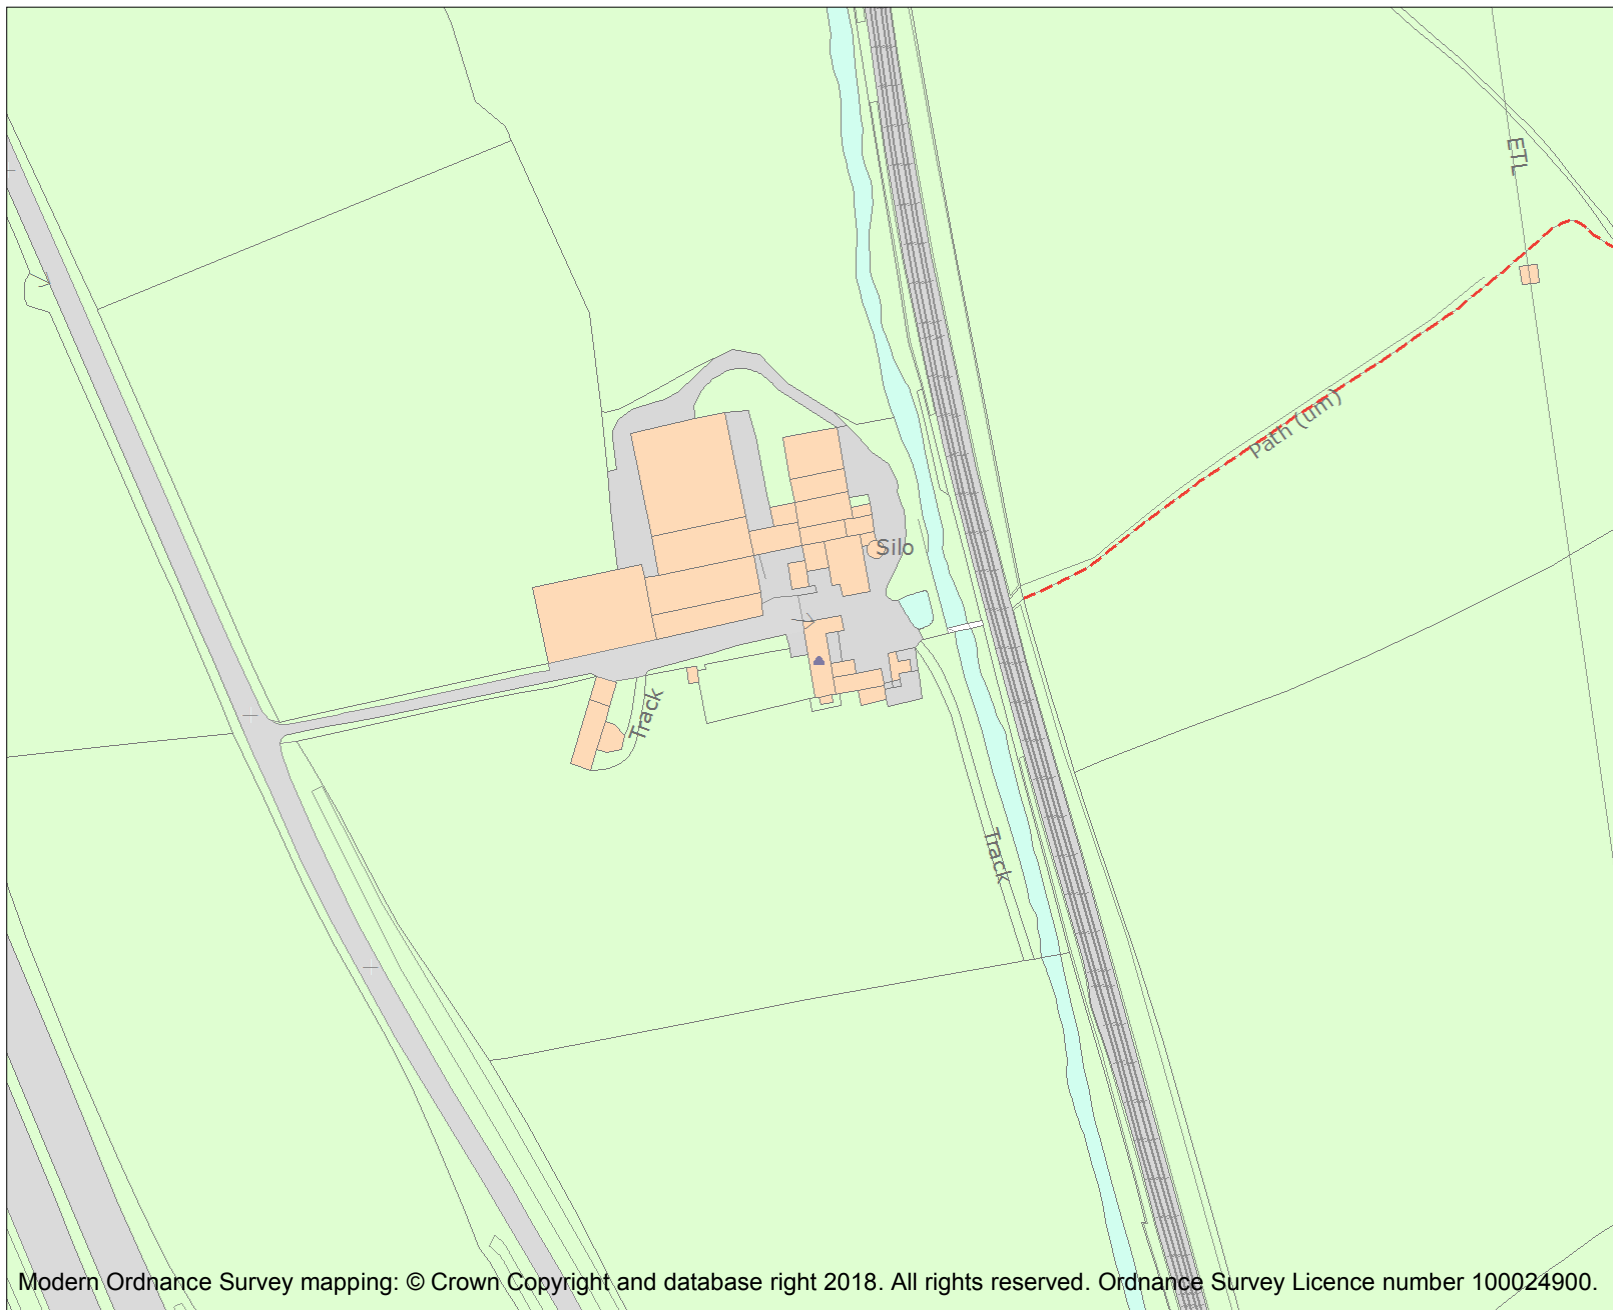 ETL
Path (um)
Silo
Track
Track
Modern Ordnance Survey mapping: © Crown Copyright and database right 2018. All rights reserved. Ordnance Survey Licence number 100024900.